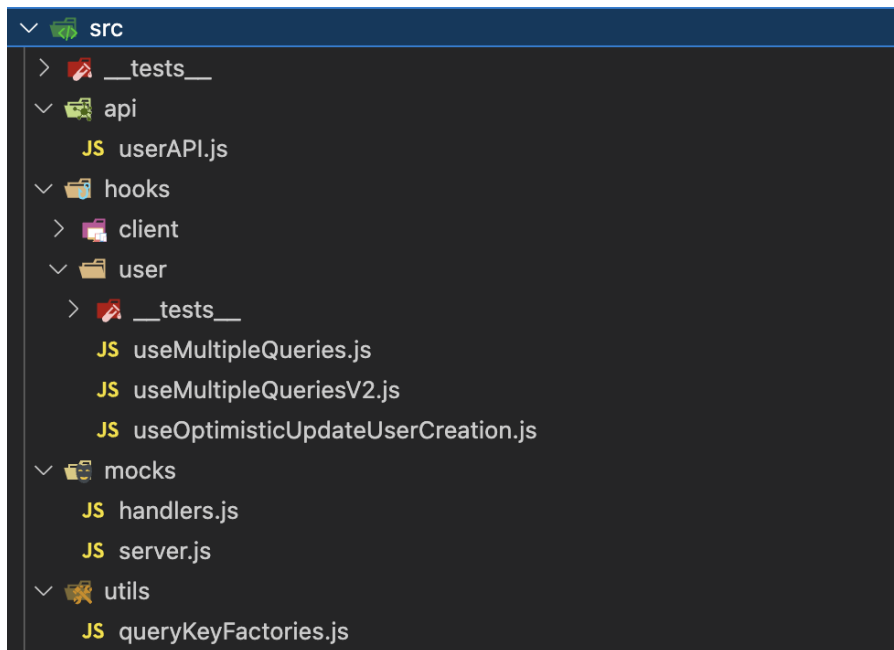 src
__tests__
api
JS userAPI.js
hooks
client
user
__tests__
JS useMultipleQueries.js
JS useMultipleQueriesV2.js
JS useOptimisticUpdateUserCreation.js
mocks
JS handlers.js
JS server.js
utils
JS queryKeyFactories.js